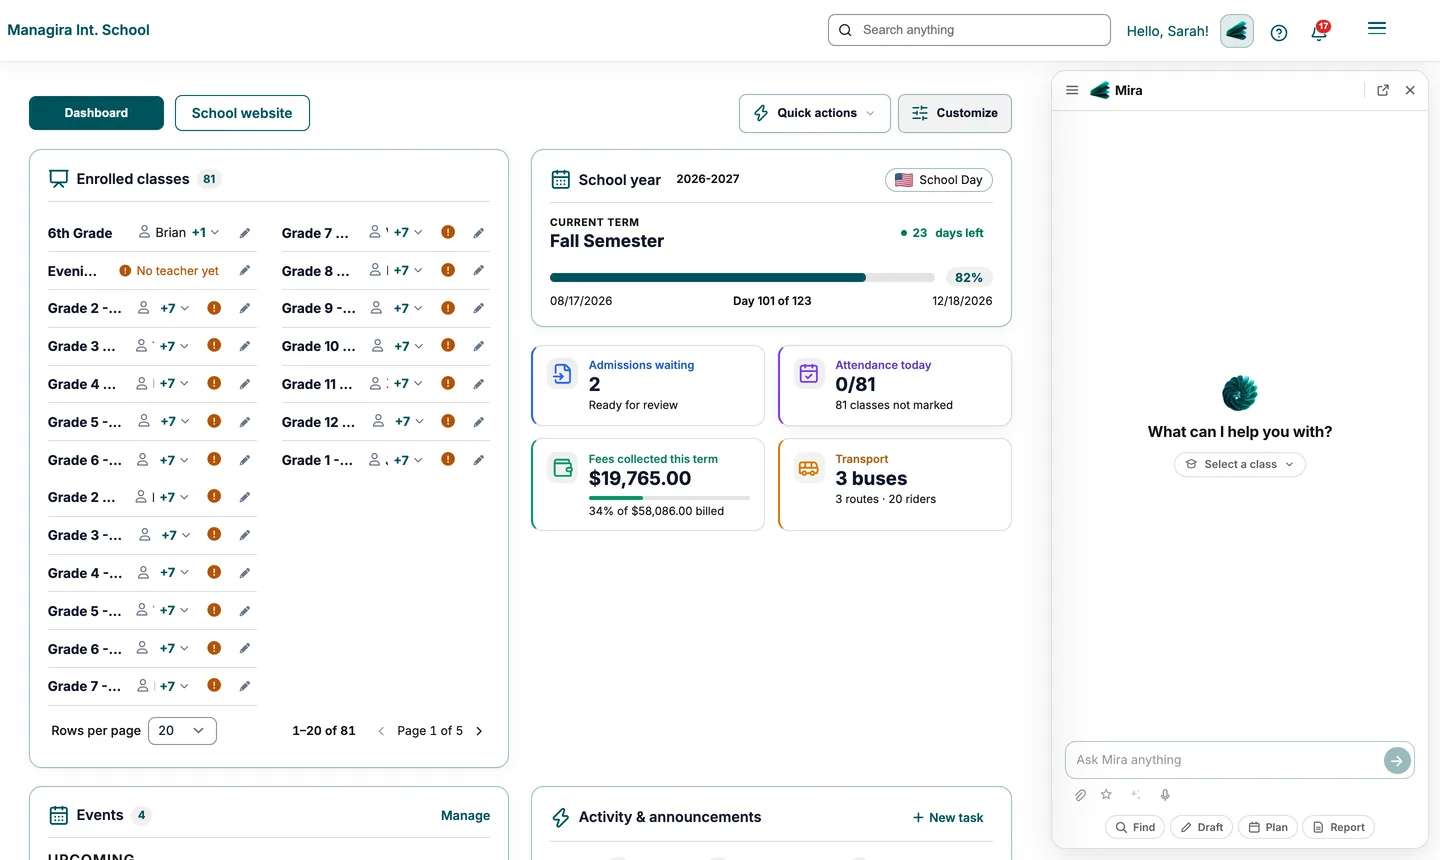 Managira Int. School
Search anything
Hello, Sarah!
17
Dashboard
School website
Quick actions
Customize
Enrolled classes 81
6th Grade Brian +1
Eveni... No teacher yet
Grade 2 -... +7
Grade 3 ... +7
Grade 4 ... +7
Grade 5 -... +7
Grade 6 -... +7
Grade 2 ... +7
Grade 3 -... +7
Grade 4 -... +7
Grade 5 -... +7
Grade 6 -... +7
Grade 7 -... +7
Grade 7 ... +7
Grade 8 ... +7
Grade 9 -... +7
Grade 10 ... +7
Grade 11 ... +7
Grade 12 ... +7
Grade 1 -... +7
Rows per page 20
1–20 of 81
Page 1 of 5
School year 2026-2027
School Day
CURRENT TERM
Fall Semester
23 days left
82%
08/17/2026
Day 101 of 123
12/18/2026
Admissions waiting
2
Ready for review
Attendance today
0/81
81 classes not marked
Fees collected this term
$19,765.00
34% of $58,086.00 billed
Transport
3 buses
3 routes · 20 riders
Events 4
Manage
UPCOMING
Activity & announcements
+ New task
Mira
What can I help you with?
Select a class
Ask Mira anything
Find
Draft
Plan
Report